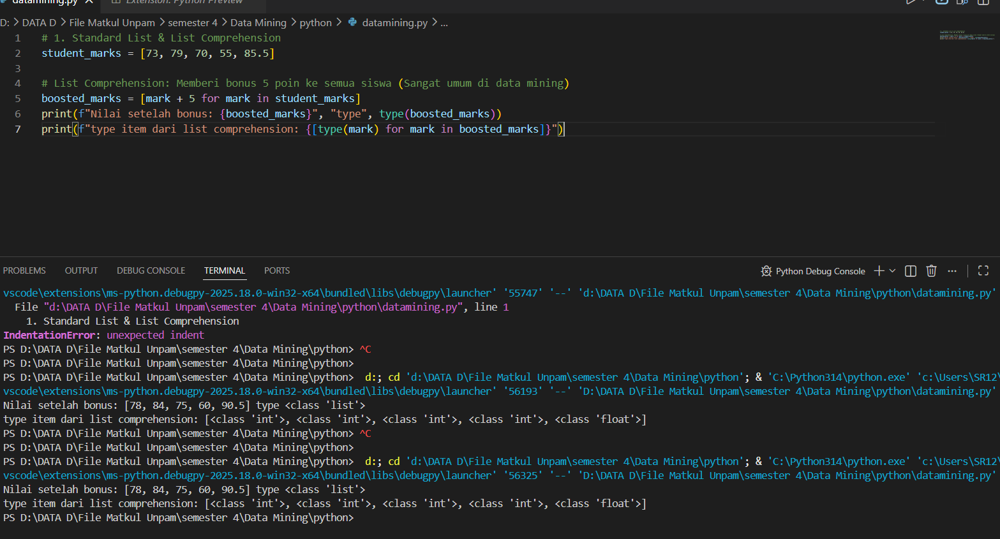 datamining.py Extension: Python Preview
D: > DATA D > File Matkul Unpam > semester 4 > Data Mining > python > datamining.py > ...
1 # 1. Standard List & List Comprehension
2 student_marks = [73, 79, 70, 55, 85.5]
3
4 # List Comprehension: Memberi bonus 5 poin ke semua siswa (Sangat umum di data mining)
5 boosted_marks = [mark + 5 for mark in student_marks]
6 print(f"Nilai setelah bonus: {boosted_marks}", "type", type(boosted_marks))
7 print(f"type item dari list comprehension: {[type(mark) for mark in boosted_marks]}")
PROBLEMS OUTPUT DEBUG CONSOLE TERMINAL PORTS Python Debug Console
vscode\extensions\ms-python.debugpy-2025.18.0-win32-x64\bundled\libs\debugpy\launcher' '55747' '--' 'd:\DATA D\File Matkul Unpam\semester 4\Data Mining\python\datamining.py'
File "d:\DATA D\File Matkul Unpam\semester 4\Data Mining\python\datamining.py", line 1
1. Standard List & List Comprehension
IndentationError: unexpected indent
PS D:\DATA D\File Matkul Unpam\semester 4\Data Mining\python> ^C
PS D:\DATA D\File Matkul Unpam\semester 4\Data Mining\python>
PS D:\DATA D\File Matkul Unpam\semester 4\Data Mining\python> d:; cd 'd:\DATA D\File Matkul Unpam\semester 4\Data Mining\python'; & 'C:\Python314\python.exe' 'c:\Users\SR12\
vscode\extensions\ms-python.debugpy-2025.18.0-win32-x64\bundled\libs\debugpy\launcher' '56193' '--' 'D:\DATA D\File Matkul Unpam\semester 4\Data Mining\python\datamining.py'
Nilai setelah bonus: [78, 84, 75, 60, 90.5] type <class 'list'>
type item dari list comprehension: [<class 'int'>, <class 'int'>, <class 'int'>, <class 'int'>, <class 'float'>]
PS D:\DATA D\File Matkul Unpam\semester 4\Data Mining\python> ^C
PS D:\DATA D\File Matkul Unpam\semester 4\Data Mining\python>
PS D:\DATA D\File Matkul Unpam\semester 4\Data Mining\python> d:; cd 'd:\DATA D\File Matkul Unpam\semester 4\Data Mining\python'; & 'C:\Python314\python.exe' 'c:\Users\SR12\
vscode\extensions\ms-python.debugpy-2025.18.0-win32-x64\bundled\libs\debugpy\launcher' '56325' '--' 'D:\DATA D\File Matkul Unpam\semester 4\Data Mining\python\datamining.py'
Nilai setelah bonus: [78, 84, 75, 60, 90.5] type <class 'list'>
type item dari list comprehension: [<class 'int'>, <class 'int'>, <class 'int'>, <class 'int'>, <class 'float'>]
PS D:\DATA D\File Matkul Unpam\semester 4\Data Mining\python>